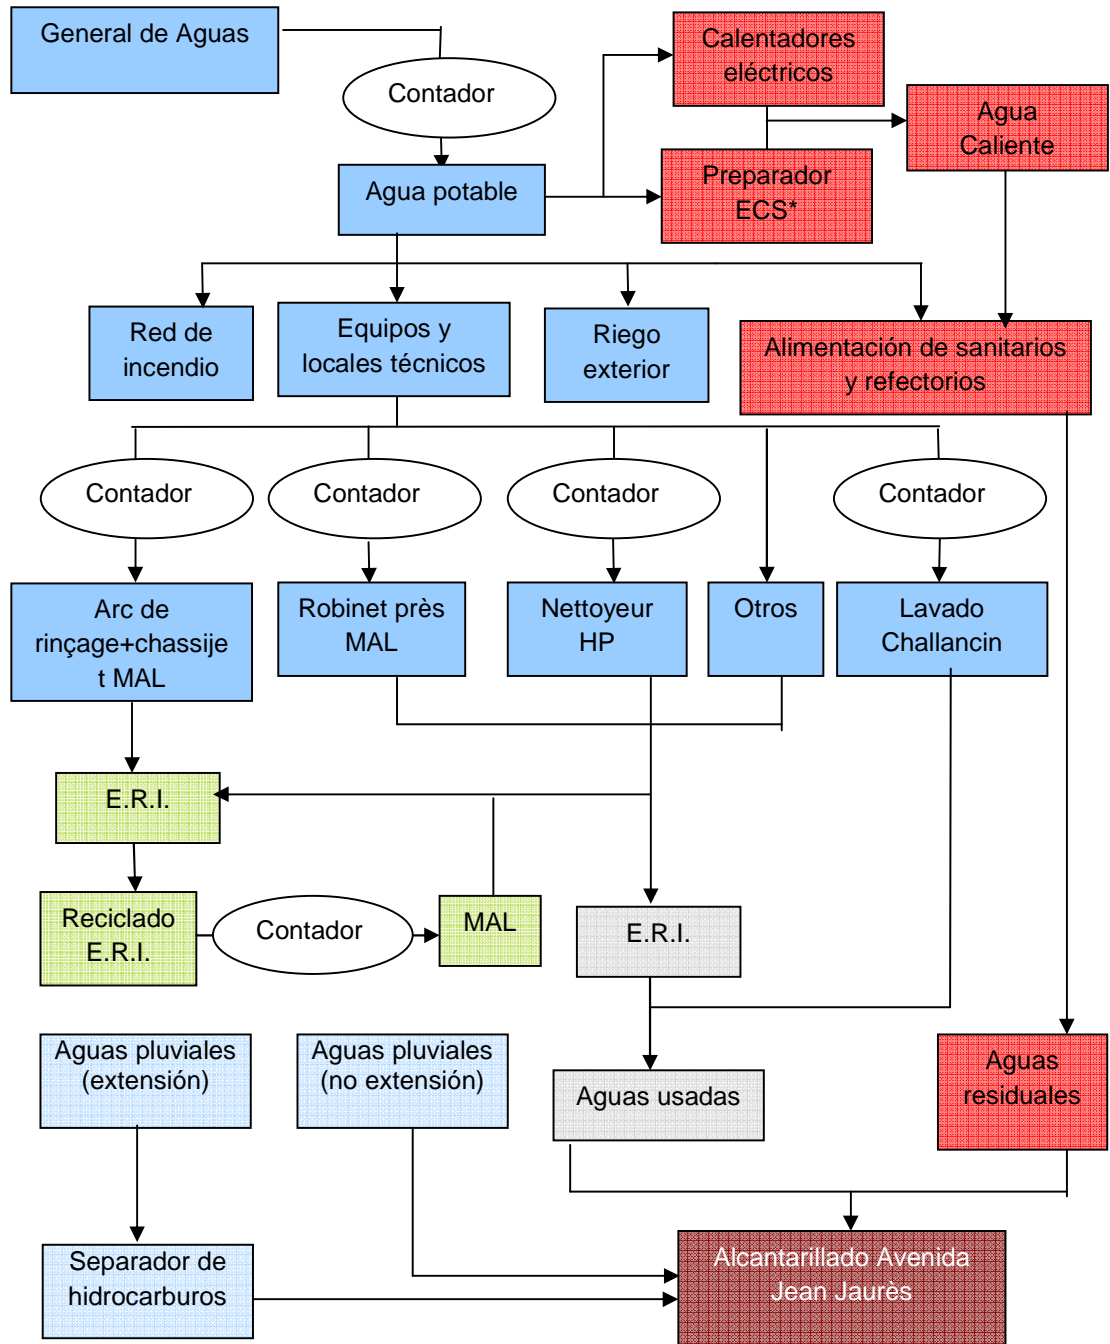 General de Aguas
Contador
Calentadores
eléctricos
Agua
Caliente
Agua potable
Preparador
ECS*
Red de
incendio
Equipos y
locales técnicos
Riego
exterior
Alimentación de sanitarios
y refectorios
Contador
Contador
Contador
Contador
Arc de
rinçage+chassije
t MAL
Robinet près
MAL
Nettoyeur
HP
Otros
Lavado
Challancin
E.R.I.
Reciclado
E.R.I.
Contador
MAL
E.R.I.
Aguas pluviales
(extensión)
Aguas pluviales
(no extensión)
Aguas usadas
Aguas
residuales
Separador de
hidrocarburos
Alcantarillado Avenida
Jean Jaurès